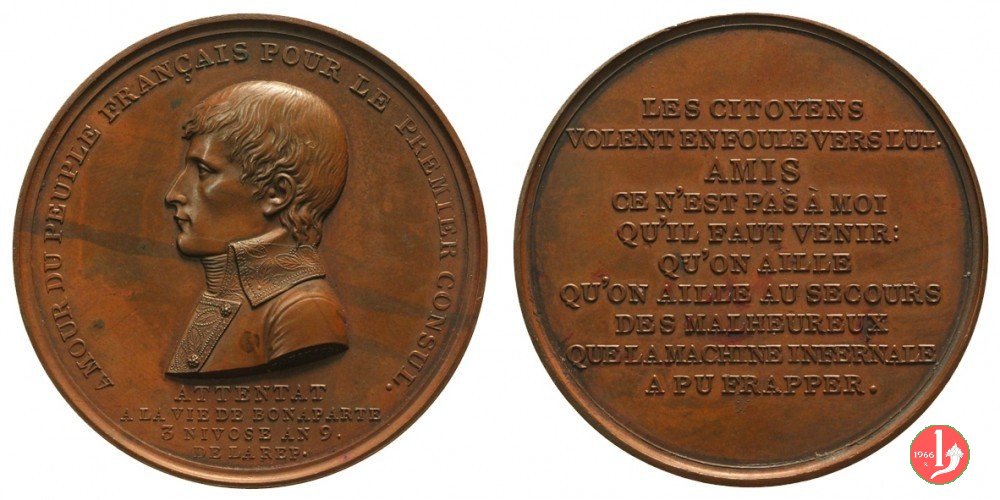 AMOUR DU PEUPLE FRANÇAIS POUR LE PREMIER CONSUL.
ATTENTAT
A LA VIE DE BONAPARTE
3 NIVOSE AN 9.
DE LA REP.
LES CITOYENS
VOLENT EN FOULE VERS LUI.
AMIS
CE N'EST PAS À MOI
QU'IL FAUT VENIR:
QU'ON AILLE
QU'ON AILLE AU SECOURS
DES MALHEUREUX
QUE LA MACHINE INFERNALE
A PU FRAPPER.
1966